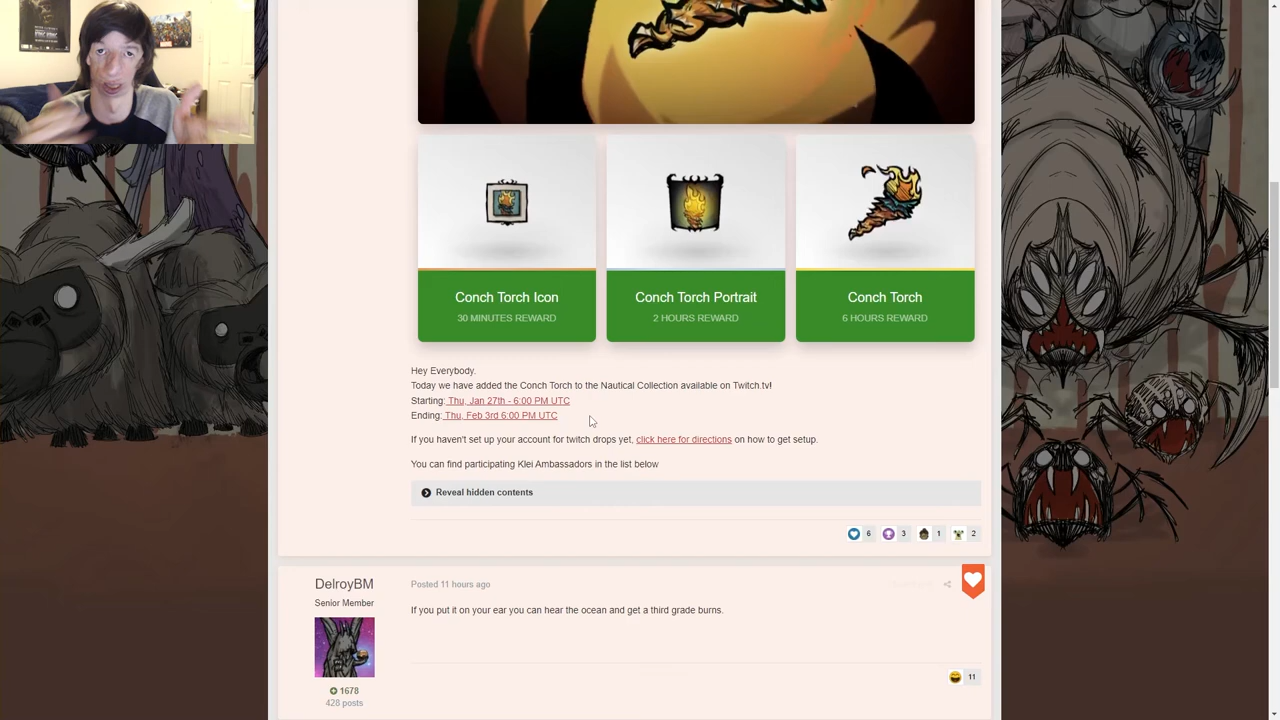 Conch Torch Icon
30 MINUTES REWARD
Conch Torch Portrait
2 HOURS REWARD
Conch Torch
6 HOURS REWARD
Hey Everybody.
Today we have added the Conch Torch to the Nautical Collection available on Twitch.tv!
Starting: Thu, Jan 27th - 6:00 PM UTC
Ending: Thu, Feb 3rd 6:00 PM UTC
If you haven't set up your account for twitch drops yet, click here for directions on how to get setup.
You can find participating Klei Ambassadors in the list below
Reveal hidden contents
6 3 1 2
DelroyBM
Posted 11 hours ago
Senior Member
If you put it on your ear you can hear the ocean and get a third grade burns.
1678
428 posts
11